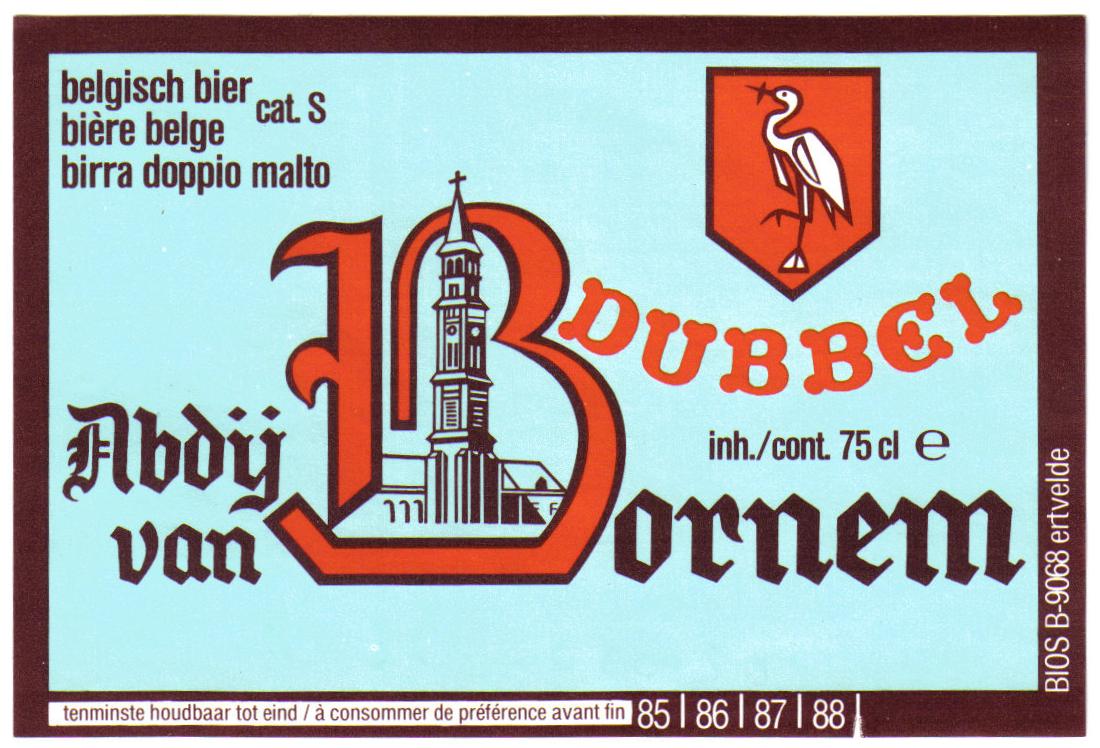 belgisch bier
bière belge
cat. S
birra doppio malto
DUBBEL
Abdij
van
Bornem
inh./cont. 75 cl ℮
BIOS B-9068 ertvelde
tenminste houdbaar tot eind / à consommer de préférence avant fin 85 | 86 | 87 | 88 |